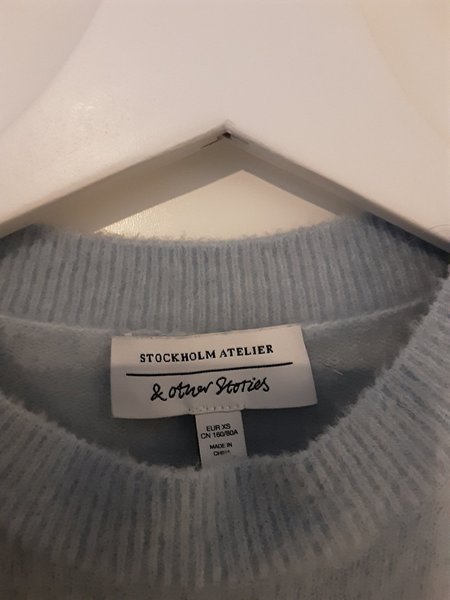 STOCKHOLM ATELIER
& Other Stories
EUR XS
CN 160/80A
MADE IN
CHINA